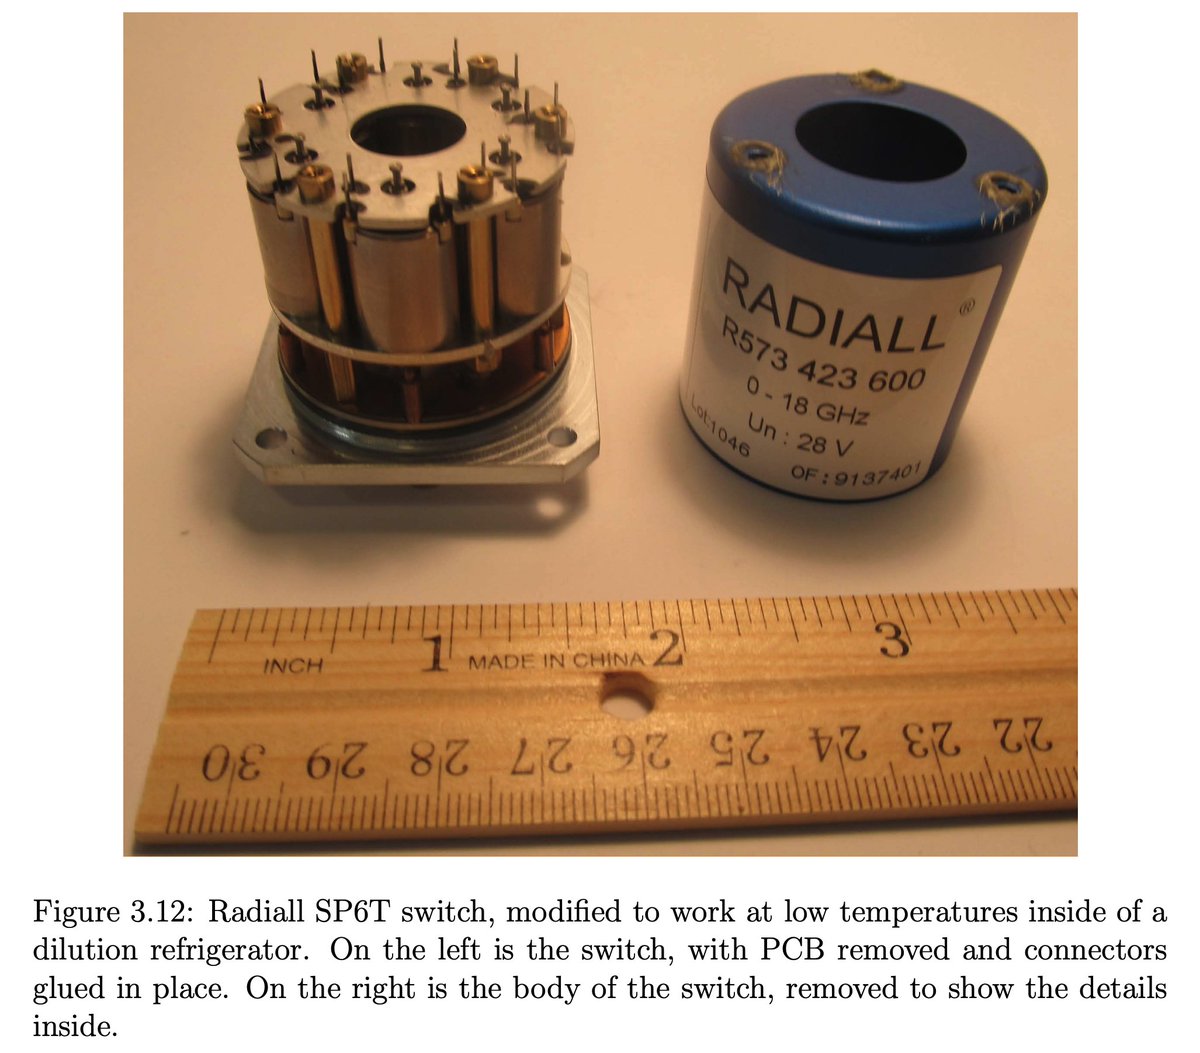 RADIALL ®
R573 423 600
0 - 18 GHz
Un : 28 V
Lot:1046
OF : 9137401
1 2 3
INCH MADE IN CHINA
30 29 28 27 26 25 24 23 22
Figure 3.12: Radiall SP6T switch, modified to work at low temperatures inside of a
dilution refrigerator. On the left is the switch, with PCB removed and connectors
glued in place. On the right is the body of the switch, removed to show the details
inside.